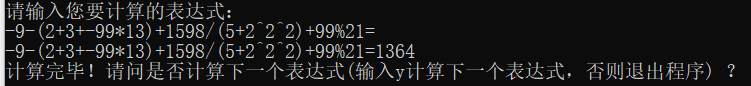 请输入您要计算的表达式:
-9-(2+3+-99*13)+1598/(5+2^2^2)+99%21=
-9-(2+3+-99*13)+1598/(5+2^2^2)+99%21=1364
计算完毕！请问是否计算下一个表达式(输入y计算下一个表达式，否则退出程序) ？